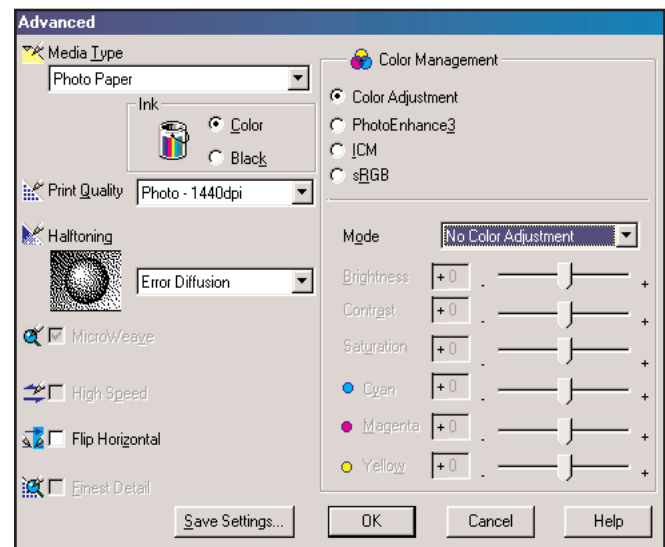 Advanced
Media Type
Photo Paper
Ink
Color
Black
Print Quality
Photo - 1440dpi
Halftoning
Error Diffusion
MicroWeave
High Speed
Flip Horizontal
Finest Detail
Save Settings...
Color Management
Color Adjustment
PhotoEnhance3
ICM
sRGB
Mode
No Color Adjustment
Brightness + 0 - +
Contrast + 0 - +
Saturation + 0 - +
Cyan + 0 - +
Magenta + 0 - +
Yellow + 0 - +
OK
Cancel
Help